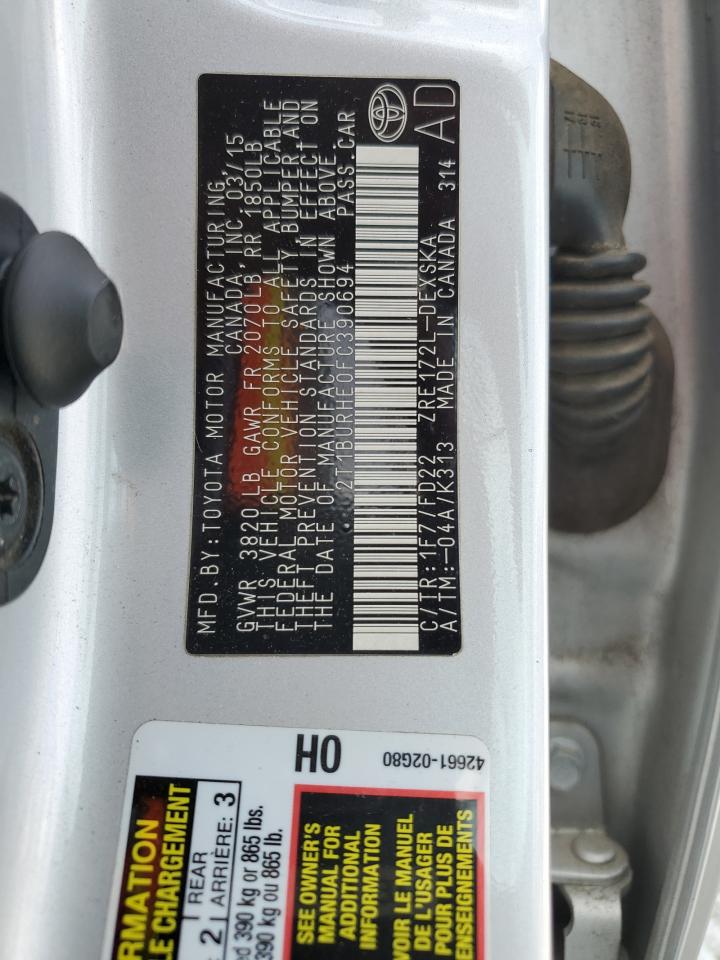 MFD.BY:TOYOTA MOTOR MANUFACTURING
CANADA, INC. 03/15
GVWR 3820 LB GAWR FR 2070LB RR 1850LB
THIS VEHICLE CONFORMS TO ALL APPLICABLE
FEDERAL MOTOR VEHICLE SAFETY, BUMPER AND
THEFT PREVENTION STANDARDS IN EFFECT ON
THE DATE OF MANUFACTURE SHOWN ABOVE.
2T1BURHE0FC390694 PASS.CAR
C/TR:1F7/FD22 ZRE172L-DEXSKA
A/TM:-04A/K313 MADE IN CANADA 314
AD
OH
42661-02G80
RMATION
LE CHARGEMENT
REAR
2 ARRIÈRE: 3
ed 390 kg or 865 lbs.
390 kg ou 865 lb.
SEE OWNER'S
MANUAL FOR
ADDITIONAL
INFORMATION
VOIR LE MANUEL
DE L'USAGER
POUR PLUS DE
RENSEIGNEMENTS